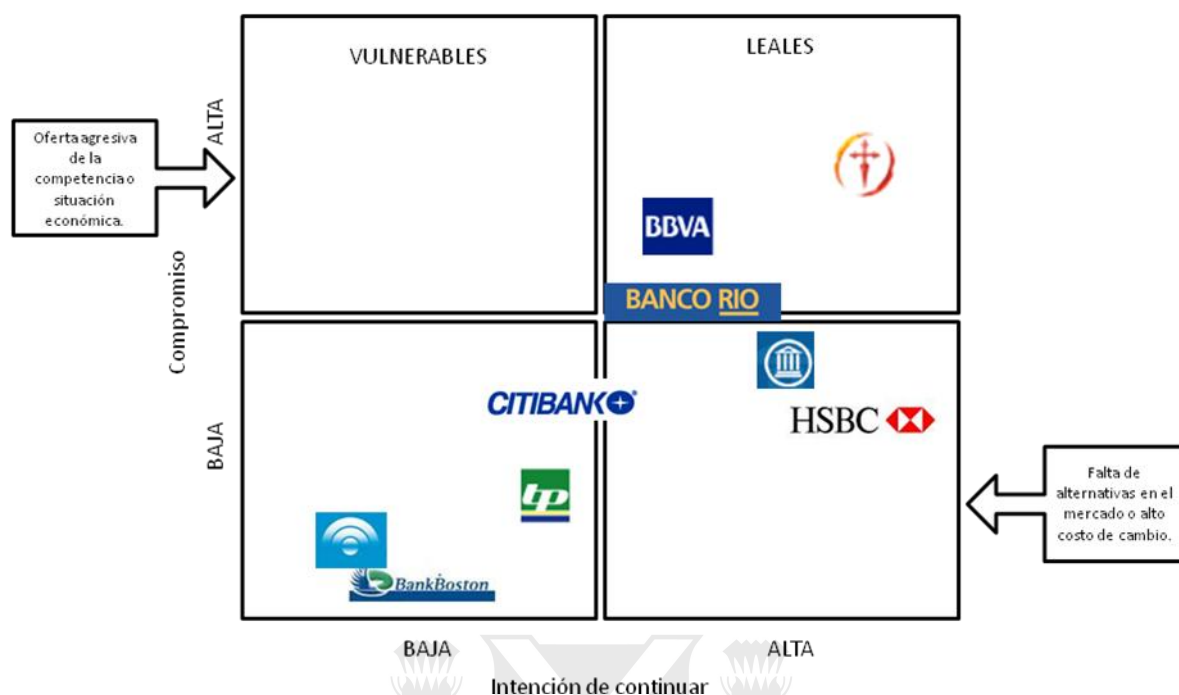 VULNERABLES
LEALES
ALTA
Oferta agresiva
de la
competencia o
situación
económica.
BBVA
Compromiso
BANCO RIO
CITIBANK
HSBC
BAJA
tp
Falta de
alternativas en el
mercado o alto
costo de cambio.
BankBoston
BAJA
ALTA
Intención de continuar